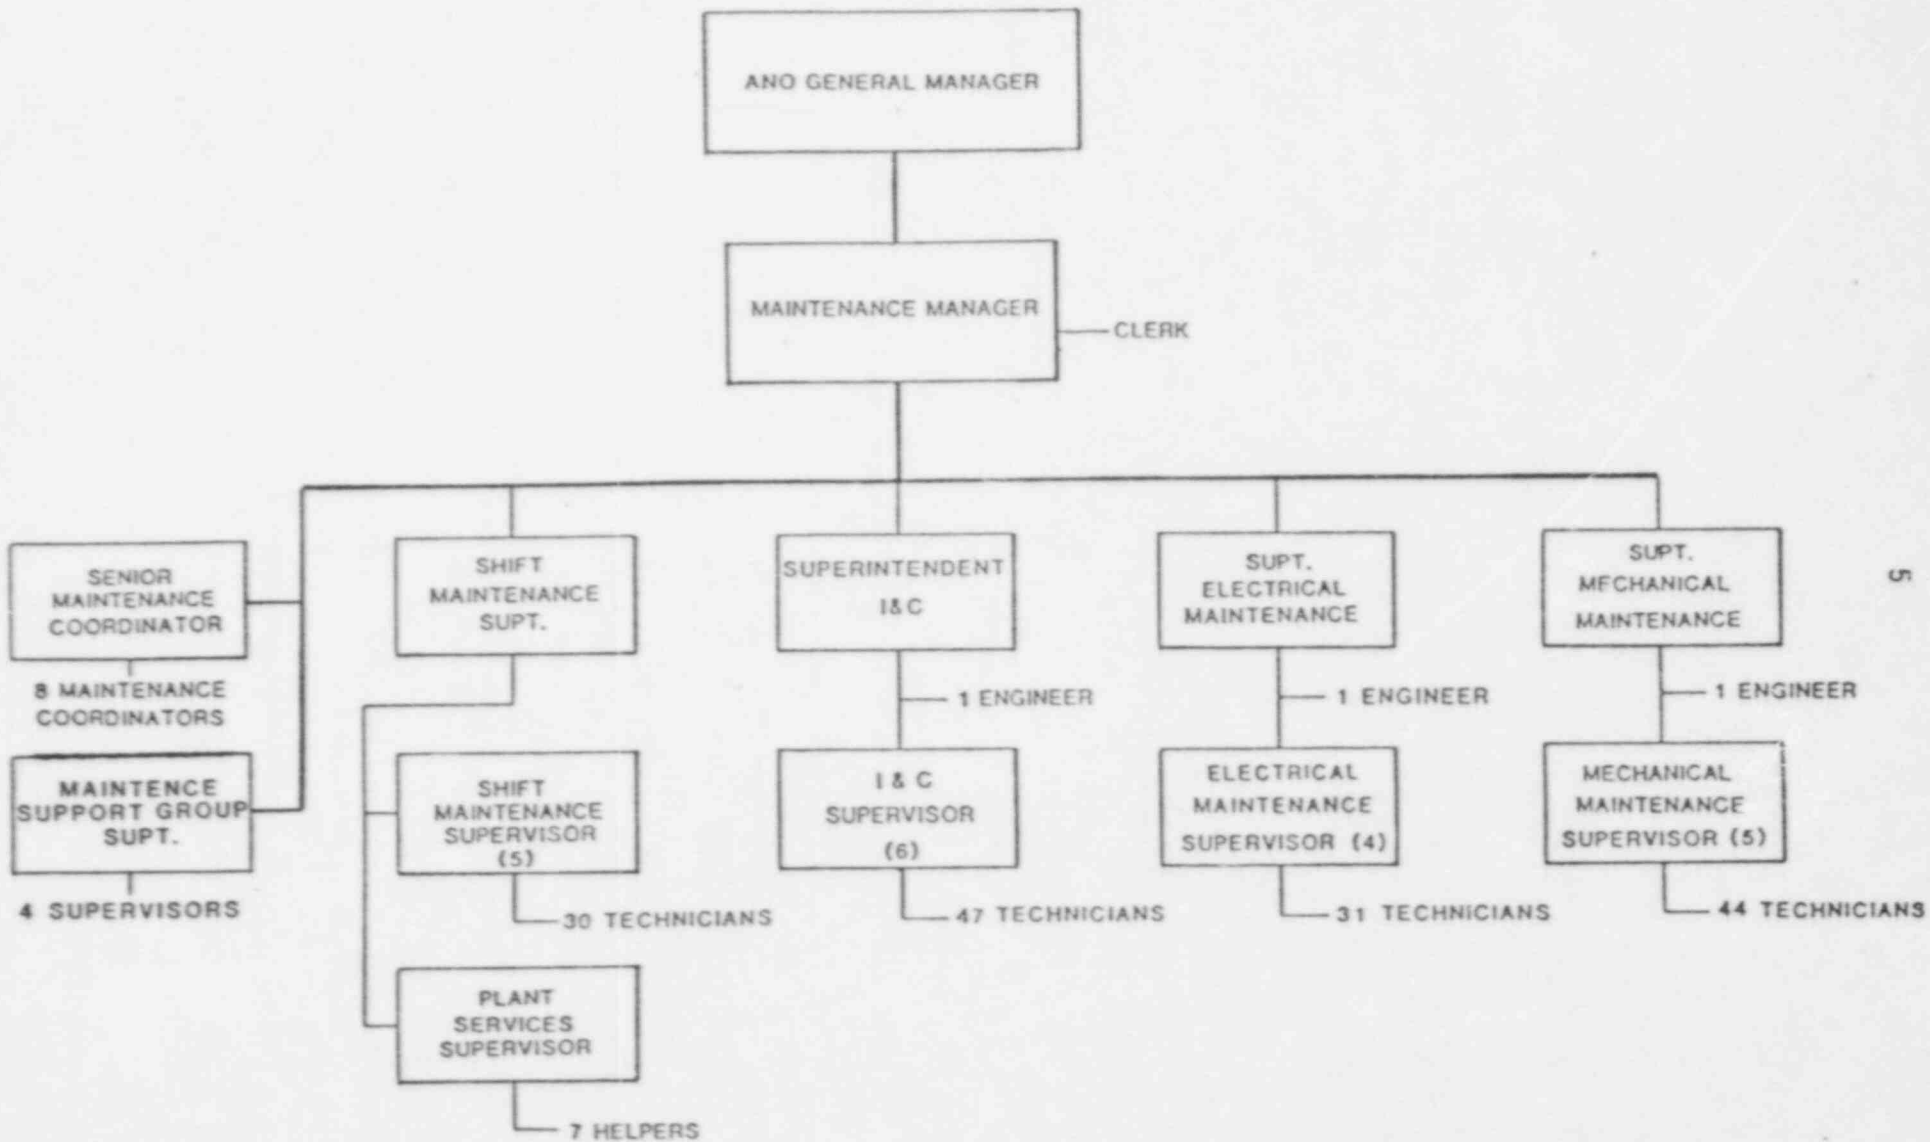 ANO GENERAL MANAGER
MAINTENANCE MANAGER
CLERK
SENIOR
MAINTENANCE
COORDINATOR
8 MAINTENANCE
COORDINATORS
MAINTENCE
SUPPORT GROUP
SUPT.
4 SUPERVISORS
SHIFT
MAINTENANCE
SUPT.
SHIFT
MAINTENANCE
SUPERVISOR
(5)
30 TECHNICIANS
PLANT
SERVICES
SUPERVISOR
7 HELPERS
SUPERINTENDENT
I&C
1 ENGINEER
I & C
SUPERVISOR
(6)
47 TECHNICIANS
SUPT.
ELECTRICAL
MAINTENANCE
1 ENGINEER
ELECTRICAL
MAINTENANCE
SUPERVISOR (4)
31 TECHNICIANS
SUPT.
MECHANICAL
MAINTENANCE
1 ENGINEER
MECHANICAL
MAINTENANCE
SUPERVISOR (5)
44 TECHNICIANS
5